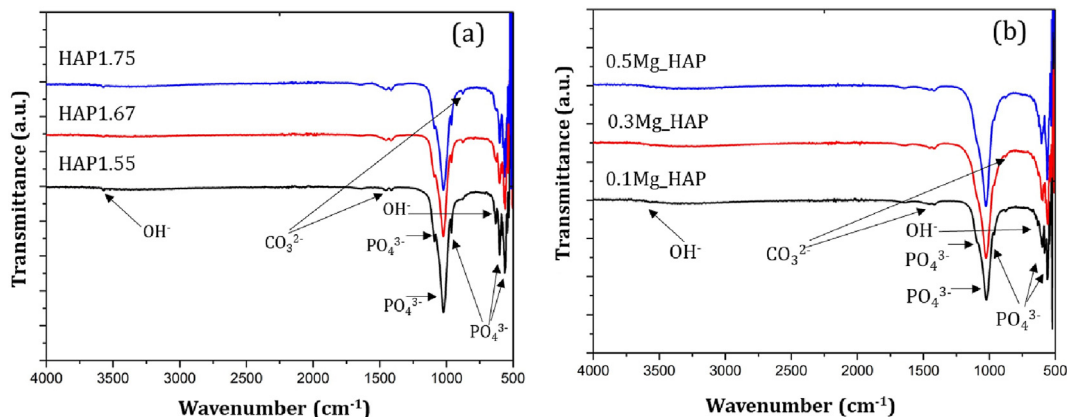 (a)
HAP1.75
HAP1.67
HAP1.55
OH-
CO₃²⁻
OH-
PO₄³⁻
PO₄³⁻
PO₄³⁻
Transmittance (a.u.)
4000 3500 3000 2500 2000 1500 1000 500
Wavenumber (cm⁻¹)
(b)
0.5Mg_HAP
0.3Mg_HAP
0.1Mg_HAP
OH-
CO₃²⁻
OH-
PO₄³⁻
PO₄³⁻
PO₄³⁻
Transmittance (a.u.)
4000 3500 3000 2500 2000 1500 1000 500
Wavenumber (cm⁻¹)